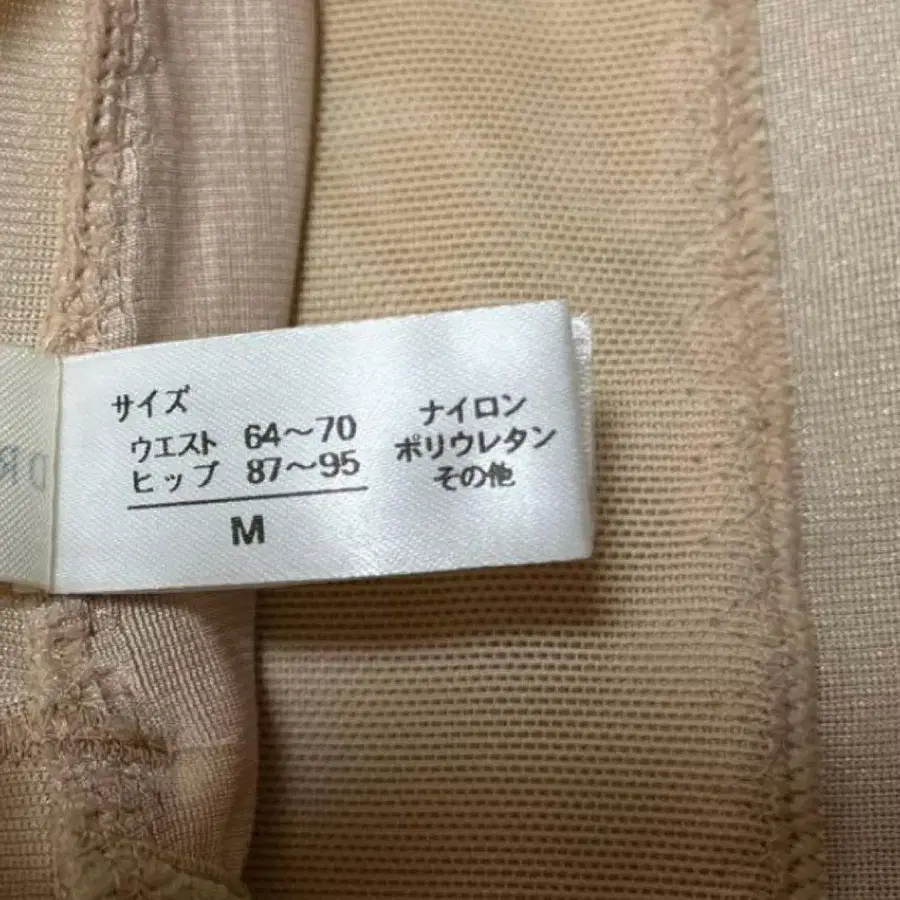 サイズ
ウエスト 64〜70
ヒップ 87〜95
M
ナイロン
ポリウレタン
その他